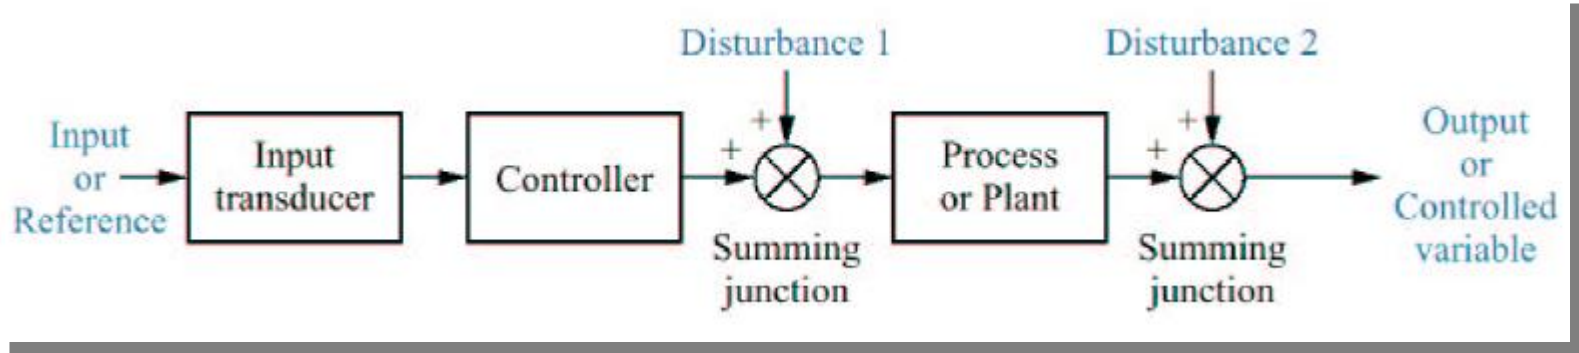 Disturbance 1
Disturbance 2
Input
or
Reference
Input
transducer
Controller
+
+
Summing
junction
Process
or Plant
+
+
Summing
junction
Output
or
Controlled
variable